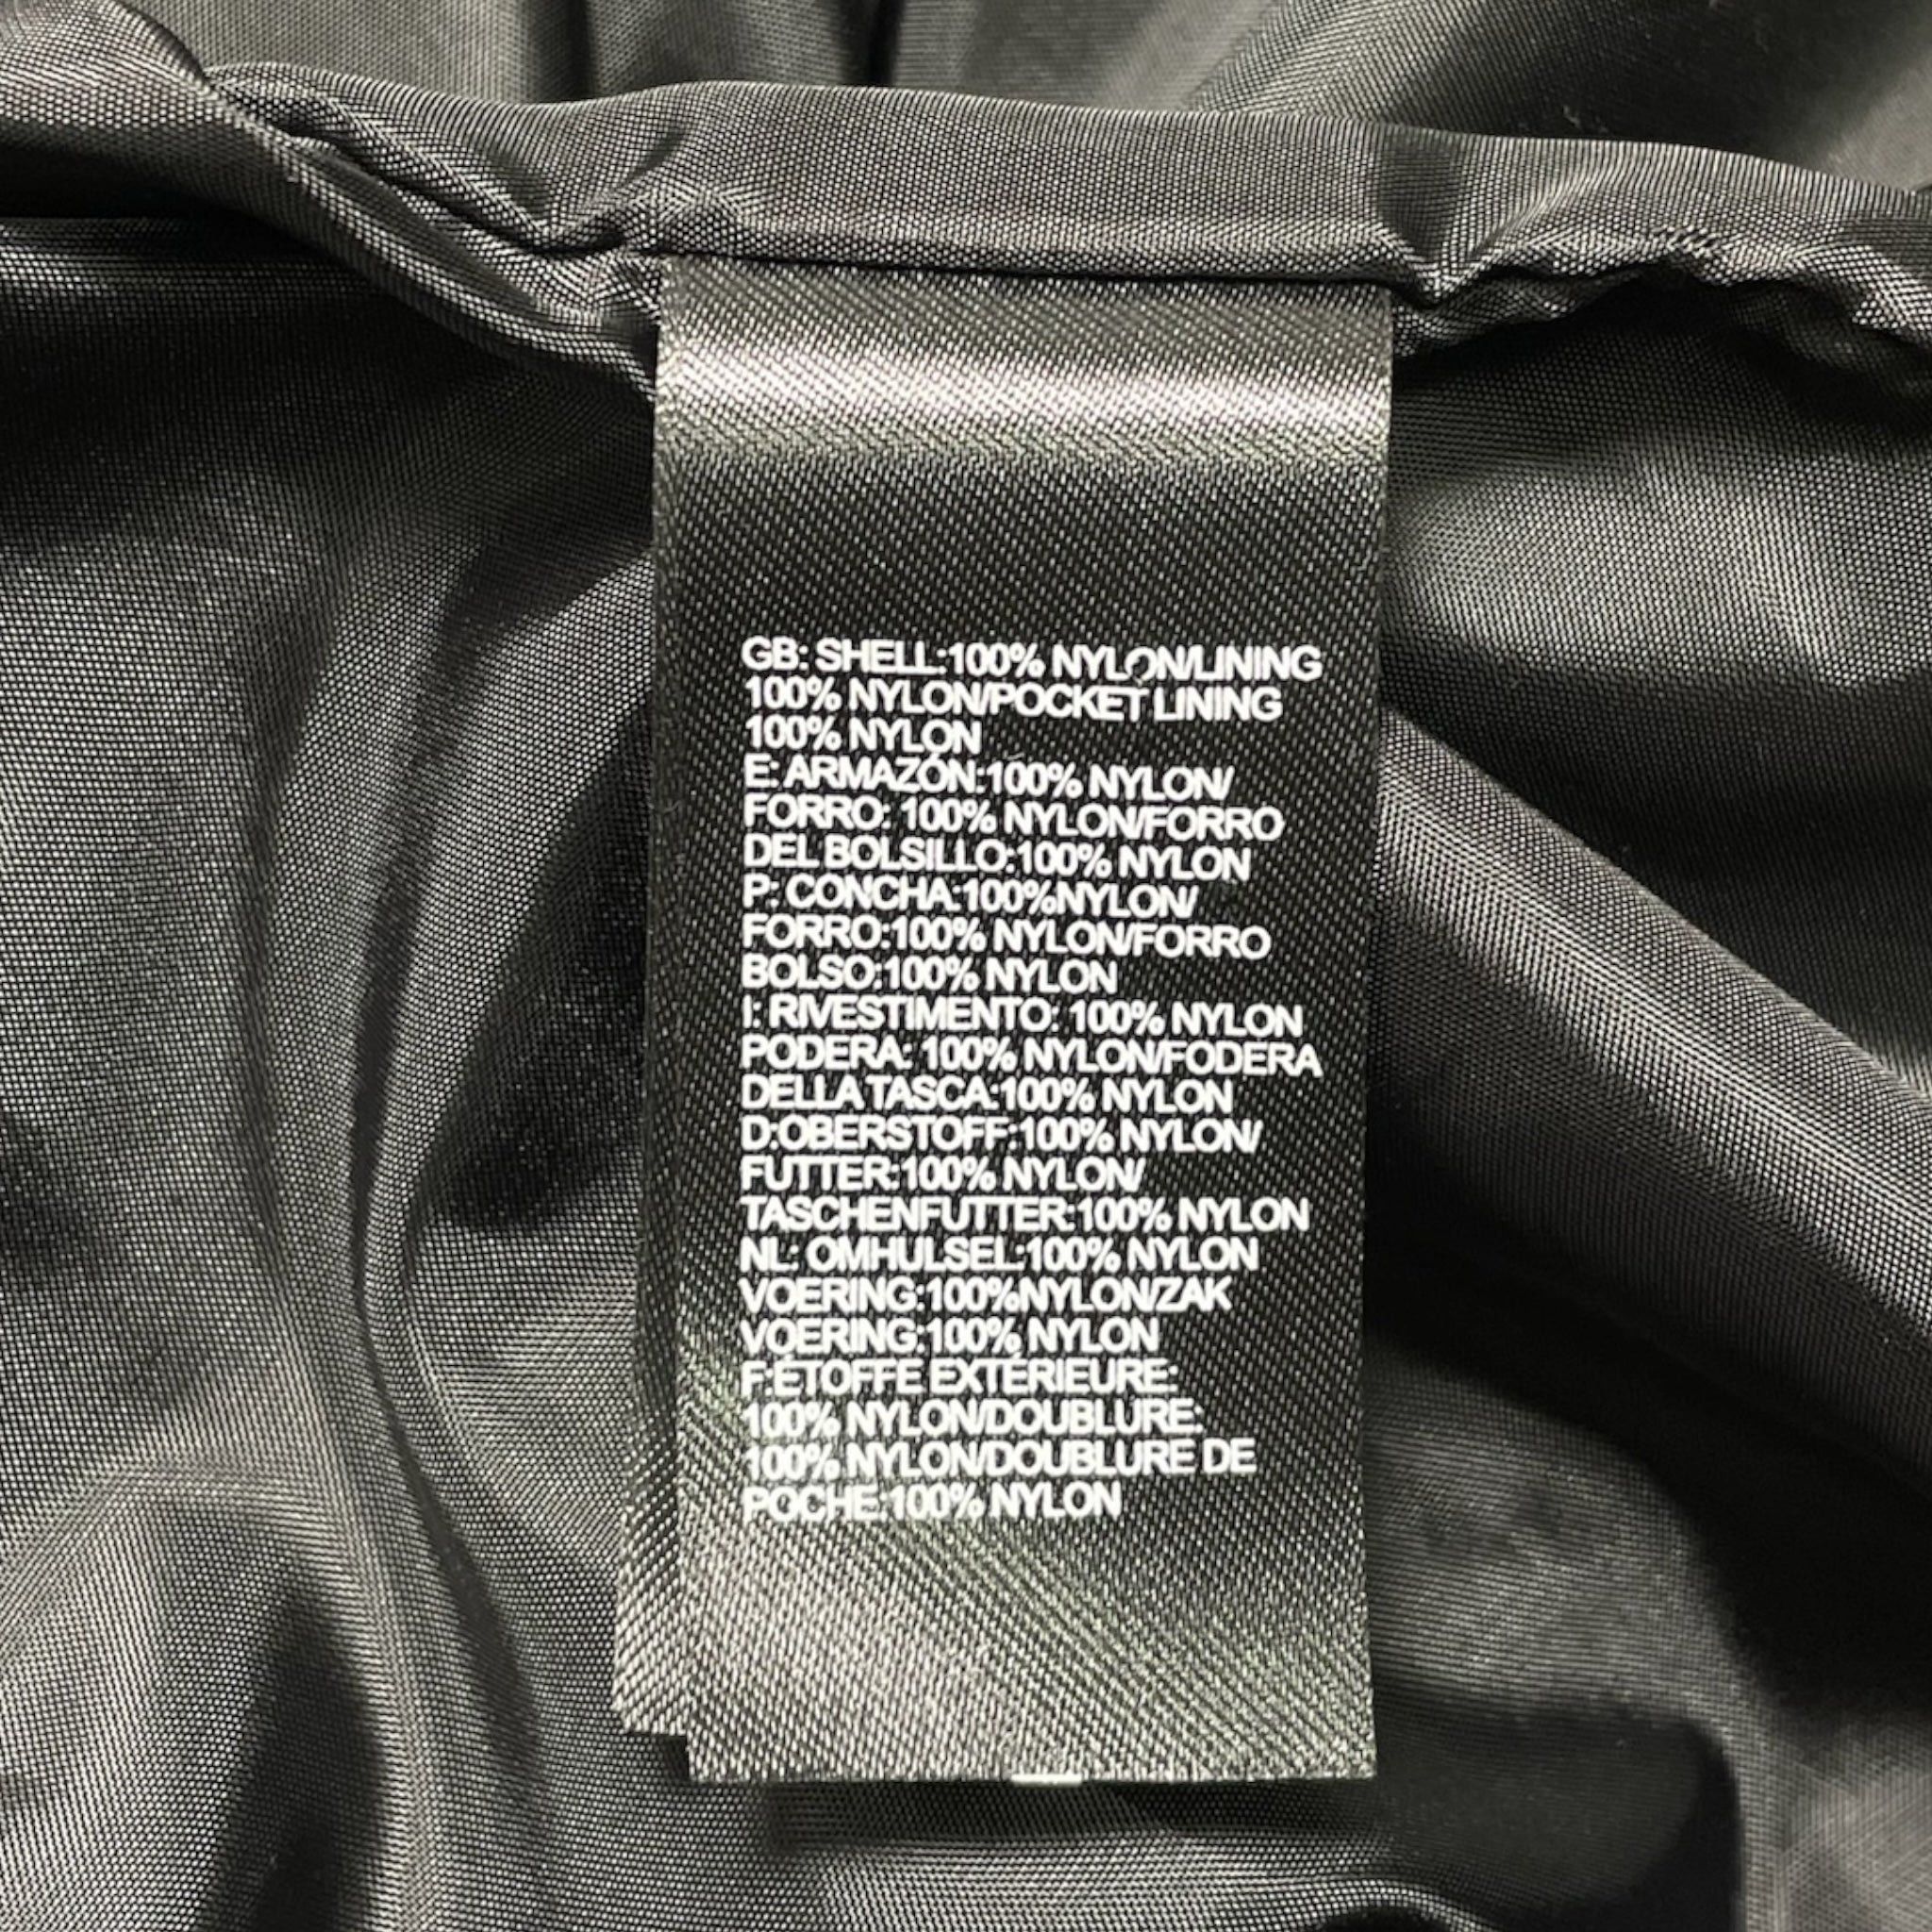 GB: SHELL:100% NYLON/LINING
100% NYLON/POCKET LINING
100% NYLON
E: ARMAZÓN:100% NYLON/
FORRO: 100% NYLON/FORRO
DEL BOLSILLO:100% NYLON
P: CONCHA:100%NYLON/
FORRO:100% NYLON/FORRO
BOLSO:100% NYLON
I: RIVESTIMENTO: 100% NYLON
PODERA: 100% NYLON/FODERA
DELLA TASCA:100% NYLON
D:OBERSTOFF:100% NYLON/
FUTTER:100% NYLON/
TASCHENFUTTER:100% NYLON
NL: OMHULSEL:100% NYLON
VOERING:100%NYLON/ZAK
VOERING:100% NYLON
F:ÉTOFFE EXTÉRIEURE:
100% NYLON/DOUBLURE:
100% NYLON/DOUBLURE DE
POCHE:100% NYLON